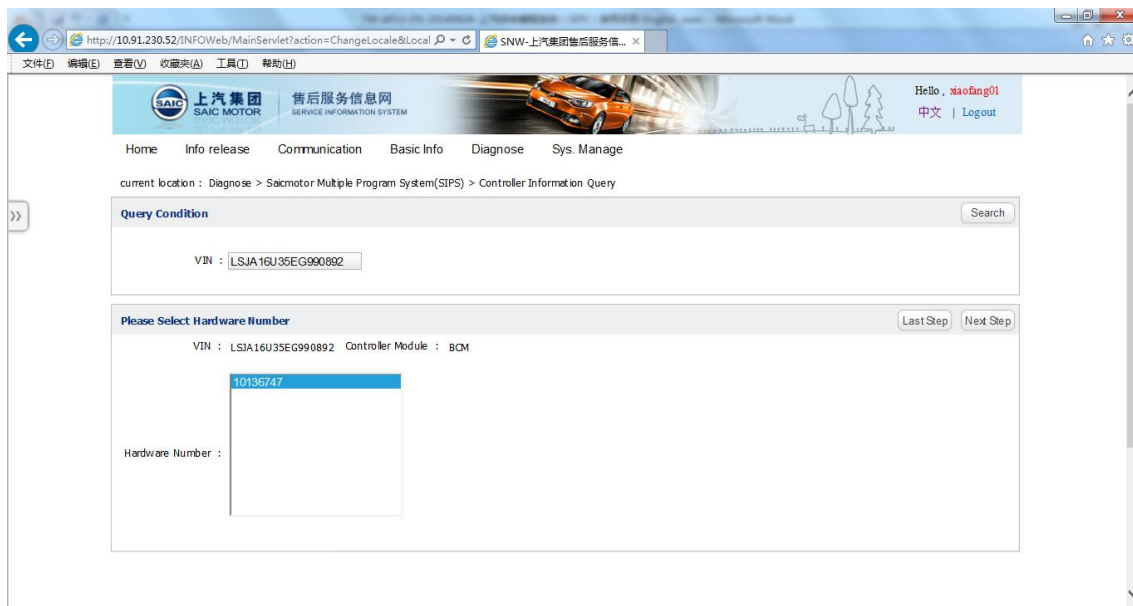 http://10.91.230.52/INFOWeb/MainServlet?action=ChangeLocale&Local
SNW-上汽集团售后服务信...
文件(F) 编辑(E) 查看(V) 收藏夹(A) 工具(T) 帮助(H)
SAIC 上汽集团 SAIC MOTOR
售后服务信息网
SERVICE INFORMATION SYSTEM
Hello , xiaofang01
中文 | Logout
Home Info release Communication Basic Info Diagnose Sys. Manage
current location : Diagnose > Saicmotor Multiple Program System(SIPS) > Controller Information Query
Query Condition Search
VIN : LSJA16U35EG990892
Please Select Hardware Number Last Step Next Step
VIN : LSJA16U35EG990892 Controller Module : BCM
10136747
Hardware Number :